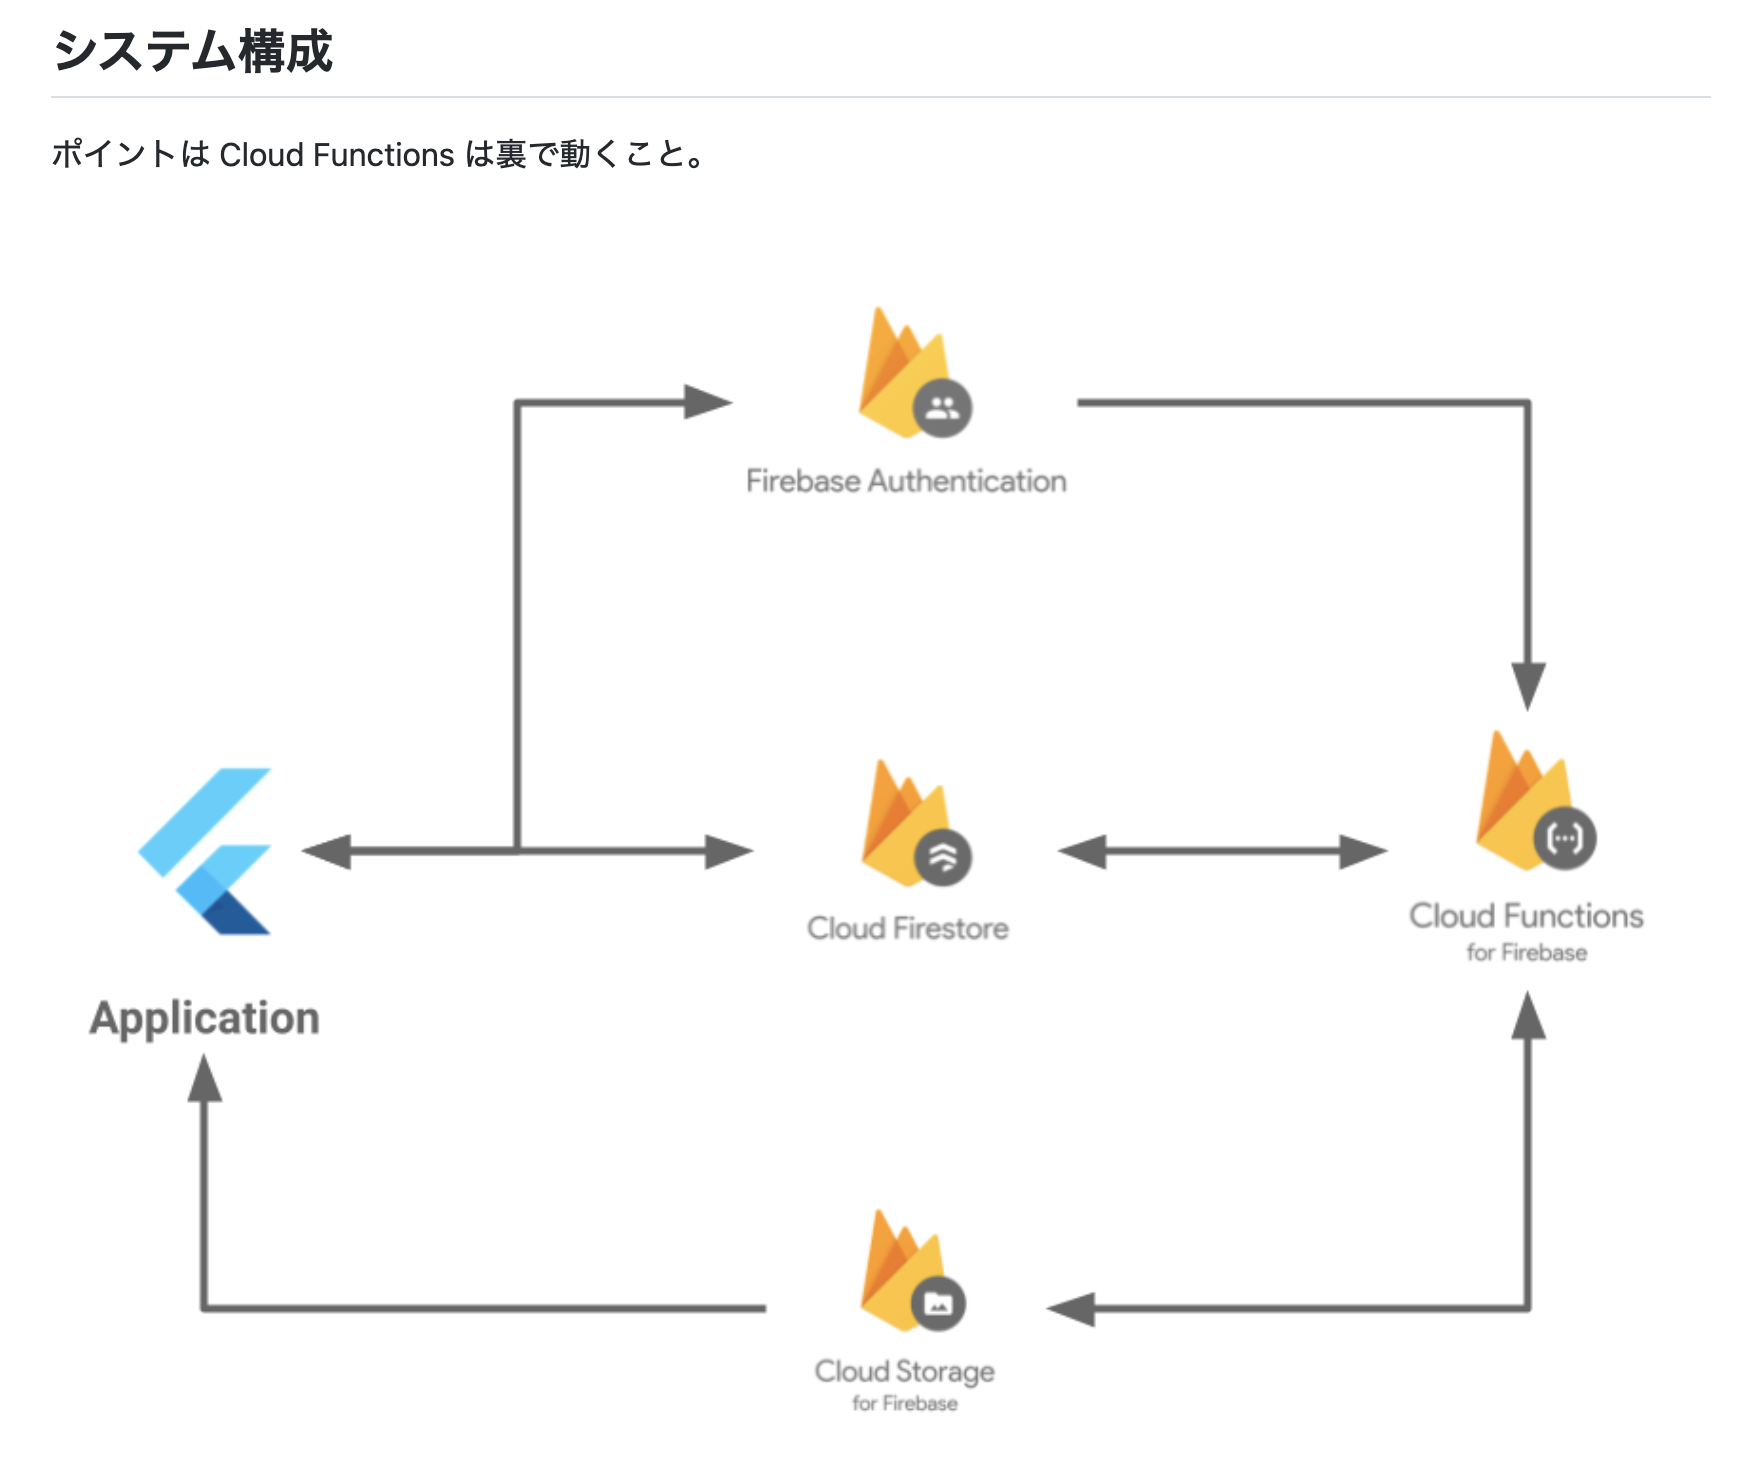 システム構成
ポイントは Cloud Functions は裏で動くこと。
Firebase Authentication
Cloud Firestore
Cloud Functions
for Firebase
Application
Cloud Storage
for Firebase